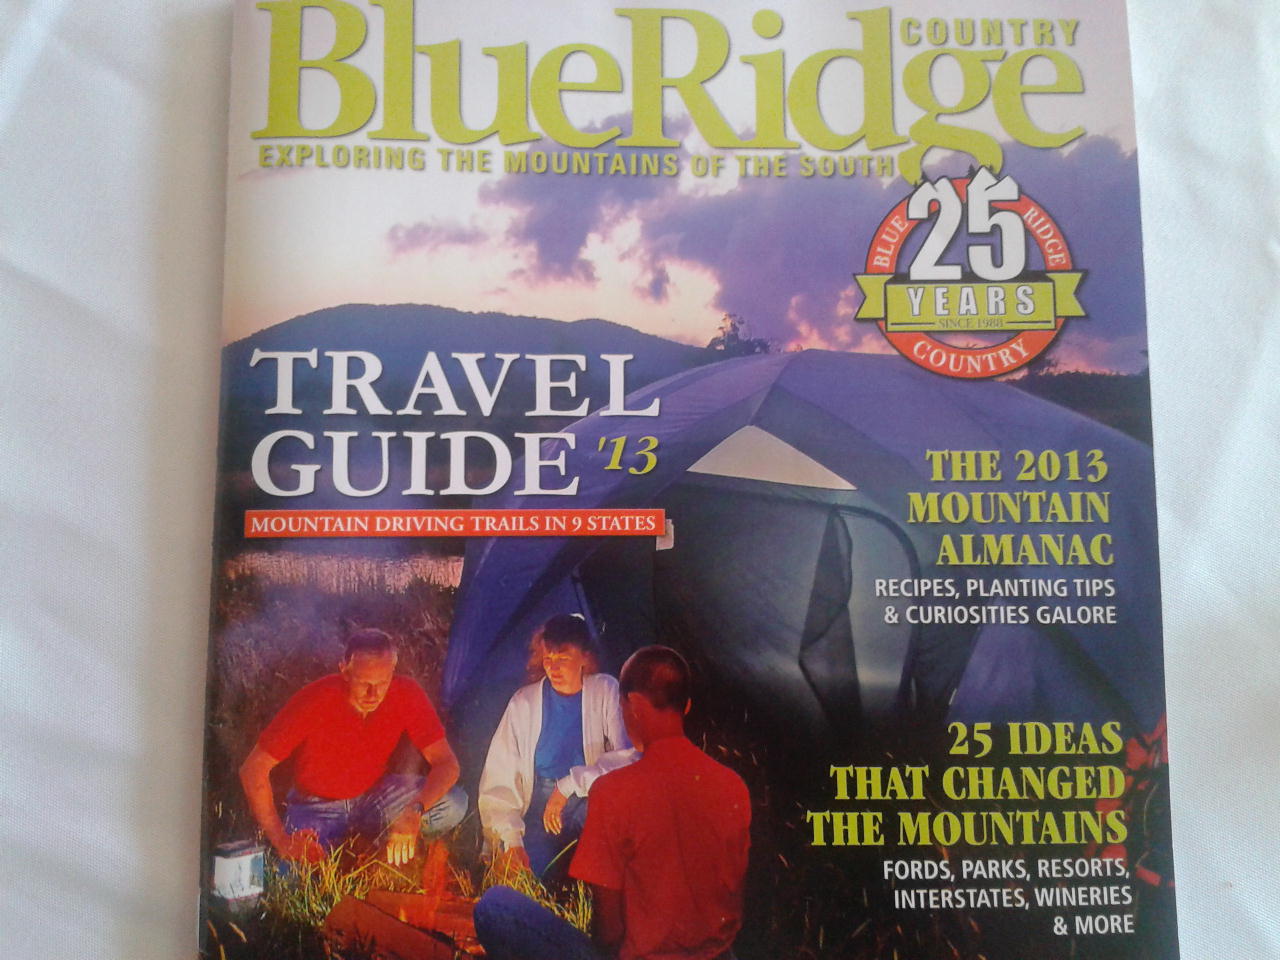 BlueRidge
COUNTRY
EXPLORING THE MOUNTAINS OF THE SOUTH
BLUE RIDGE
25
YEARS
SINCE 1988
COUNTRY
TRAVEL
GUIDE '13
MOUNTAIN DRIVING TRAILS IN 9 STATES
THE 2013
MOUNTAIN
ALMANAC
RECIPES, PLANTING TIPS
& CURIOSITIES GALORE
25 IDEAS
THAT CHANGED
THE MOUNTAINS
FORDS, PARKS, RESORTS,
INTERSTATES, WINERIES
& MORE